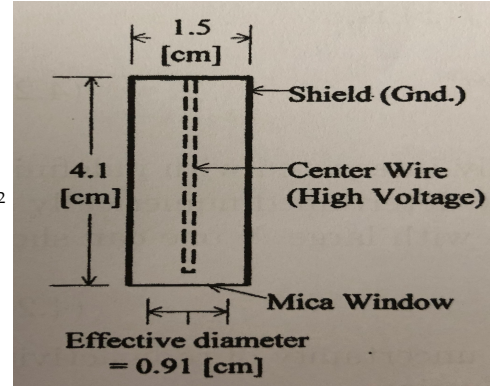 1.5
[cm]
Shield (Gnd.)
4.1
[cm]
Center Wire
(High Voltage)
Mica Window
Effective diameter
= 0.91 [cm]
2